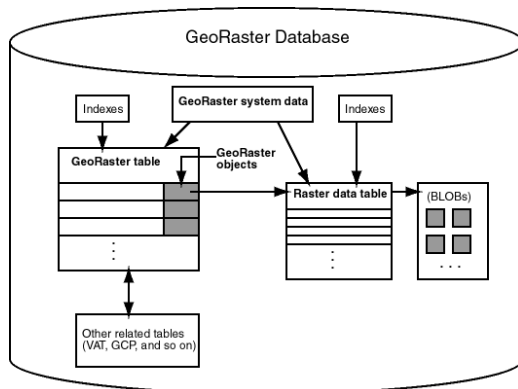 GeoRaster Database
Indexes
GeoRaster system data
Indexes
GeoRaster table
GeoRaster
objects
Raster data table
(BLOBs)
. . .
Other related tables
(VAT, GCP, and so on)